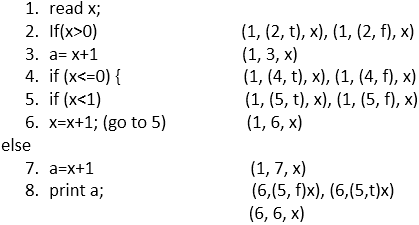 1. read x;
2. If(x>0) (1, (2, t), x), (1, (2, f), x)
3. a= x+1 (1, 3, x)
4. if (x<=0) { (1, (4, t), x), (1, (4, f), x)
5. if (x<1) (1, (5, t), x), (1, (5, f), x)
6. x=x+1; (go to 5) (1, 6, x)
else
7. a=x+1 (1, 7, x)
8. print a; (6,(5, f)x), (6,(5,t)x)
(6, 6, x)